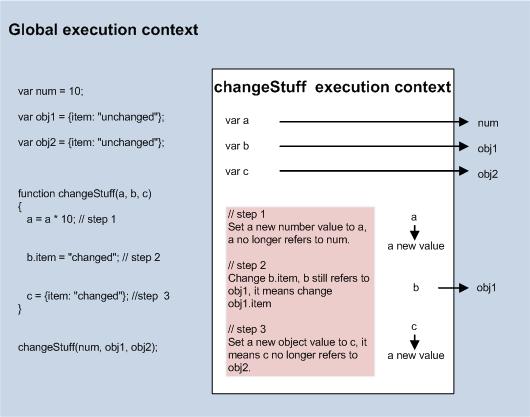 Global execution context
var num = 10;
var obj1 = {item: "unchanged"};
var obj2 = {item: "unchanged"};
function changeStuff(a, b, c)
{
a = a * 10; // step 1
b.item = "changed"; // step 2
c = {item: "changed"}; //step 3
}
changeStuff(num, obj1, obj2);
changeStuff execution context
var a
num
var b
obj1
var c
obj2
// step 1
Set a new number value to a,
a no longer refers to num.
a
a new value
// step 2
Change b.item, b still refers to
obj1, it means change
obj1.item
b
obj1
// step 3
Set a new object value to c, it
means c no longer refers to
obj2.
c
a new value